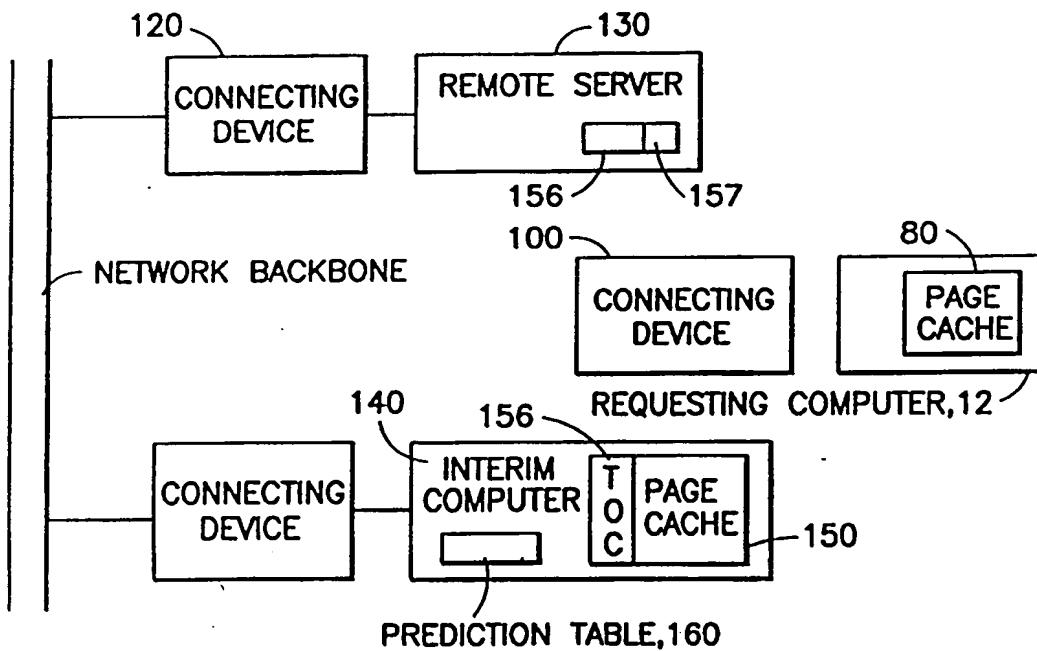 120
130
CONNECTING
DEVICE
REMOTE SERVER
156
157
100
80
NETWORK BACKBONE
CONNECTING
DEVICE
PAGE
CACHE
REQUESTING COMPUTER,12
140
156
CONNECTING
DEVICE
INTERIM
COMPUTER
TOC
PAGE
CACHE
150
PREDICTION TABLE,160